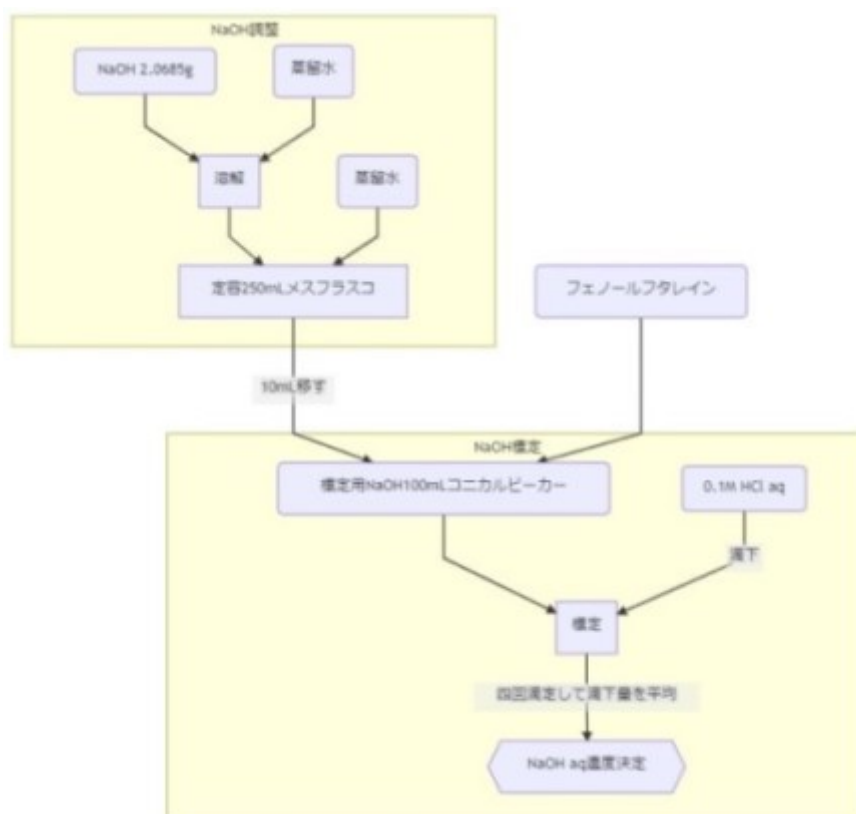 NaOH調整
NaOH 2.0685g
蒸留水
溶解
蒸留水
定容250mLメスフラスコ
フェノールフタレイン
10mL移す
NaOH標定
標定用NaOH100mLコニカルビーカー
0.1M HCl aq
滴下
標定
四回滴定して滴下量を平均
NaOH aq濃度決定